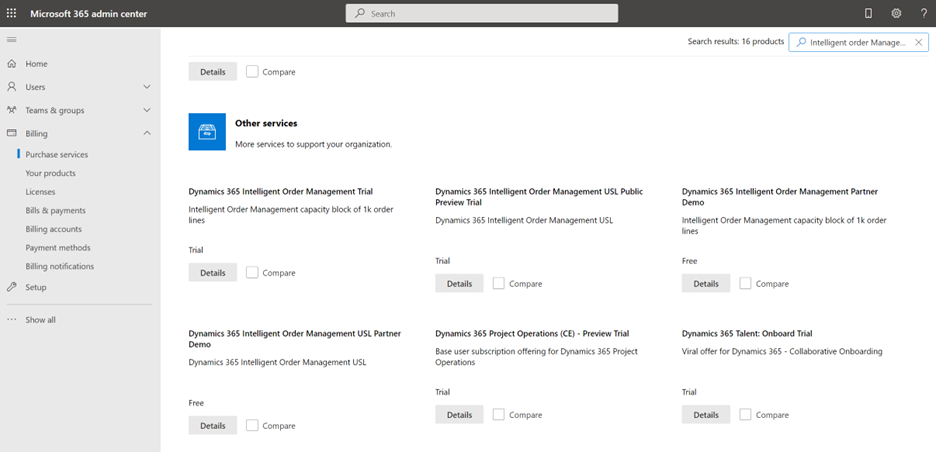 Microsoft 365 admin center
Search
?
Search results: 16 products
Intelligent order Manage...
Home
Users
Teams & groups
Billing
Purchase services
Your products
Licenses
Bills & payments
Billing accounts
Payment methods
Billing notifications
Setup
Show all
Details
Compare
Other services
More services to support your organization.
Dynamics 365 Intelligent Order Management Trial
Intelligent Order Management capacity block of 1k order
lines
Trial
Details
Compare
Dynamics 365 Intelligent Order Management USL Public
Preview Trial
Dynamics 365 Intelligent Order Management USL
Trial
Details
Compare
Dynamics 365 Intelligent Order Management Partner
Demo
Intelligent Order Management capacity block of 1k order
lines
Free
Details
Compare
Dynamics 365 Intelligent Order Management USL Partner
Demo
Dynamics 365 Intelligent Order Management USL
Free
Details
Compare
Dynamics 365 Project Operations (CE) - Preview Trial
Base user subscription offering for Dynamics 365 Project
Operations
Trial
Details
Compare
Dynamics 365 Talent: Onboard Trial
Viral offer for Dynamics 365 - Collaborative Onboarding
Trial
Details
Compare